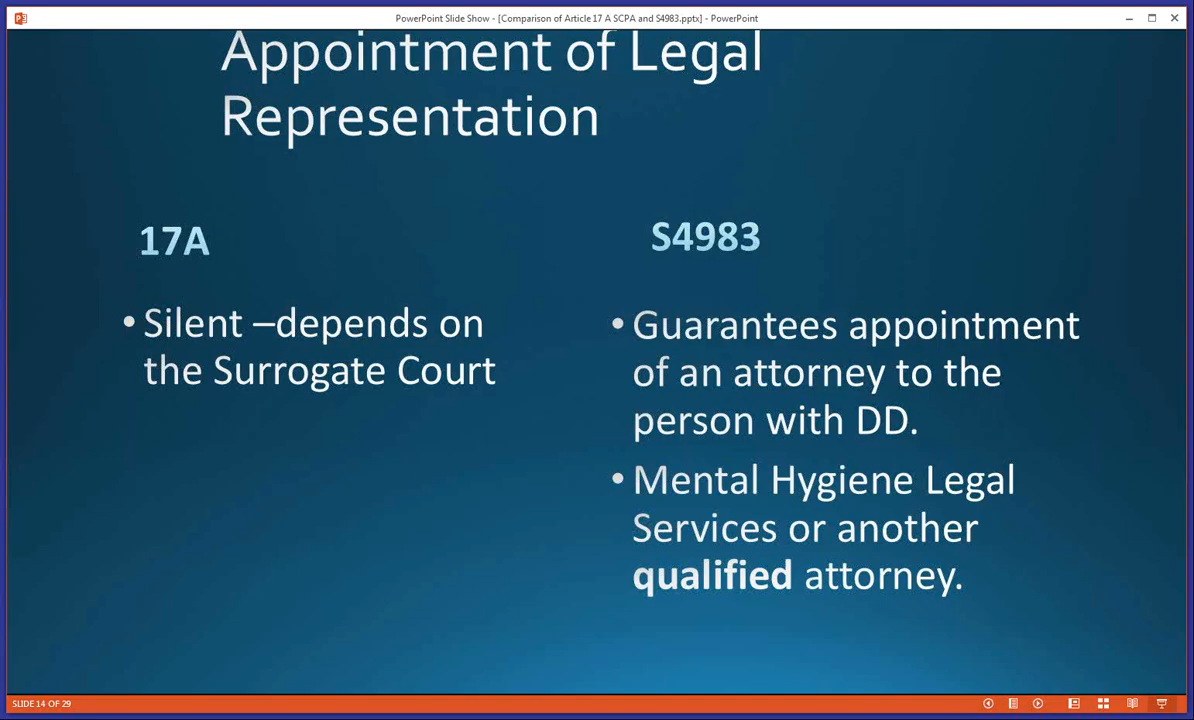 PowerPoint Slide Show - [Comparison of Article 17 A SCPA and S4983.pptx] - PowerPoint
Appointment of Legal
Representation
17A
• Silent –depends on
the Surrogate Court
S4983
• Guarantees appointment
of an attorney to the
person with DD.
• Mental Hygiene Legal
Services or another
qualified attorney.
SLIDE 14 OF 29